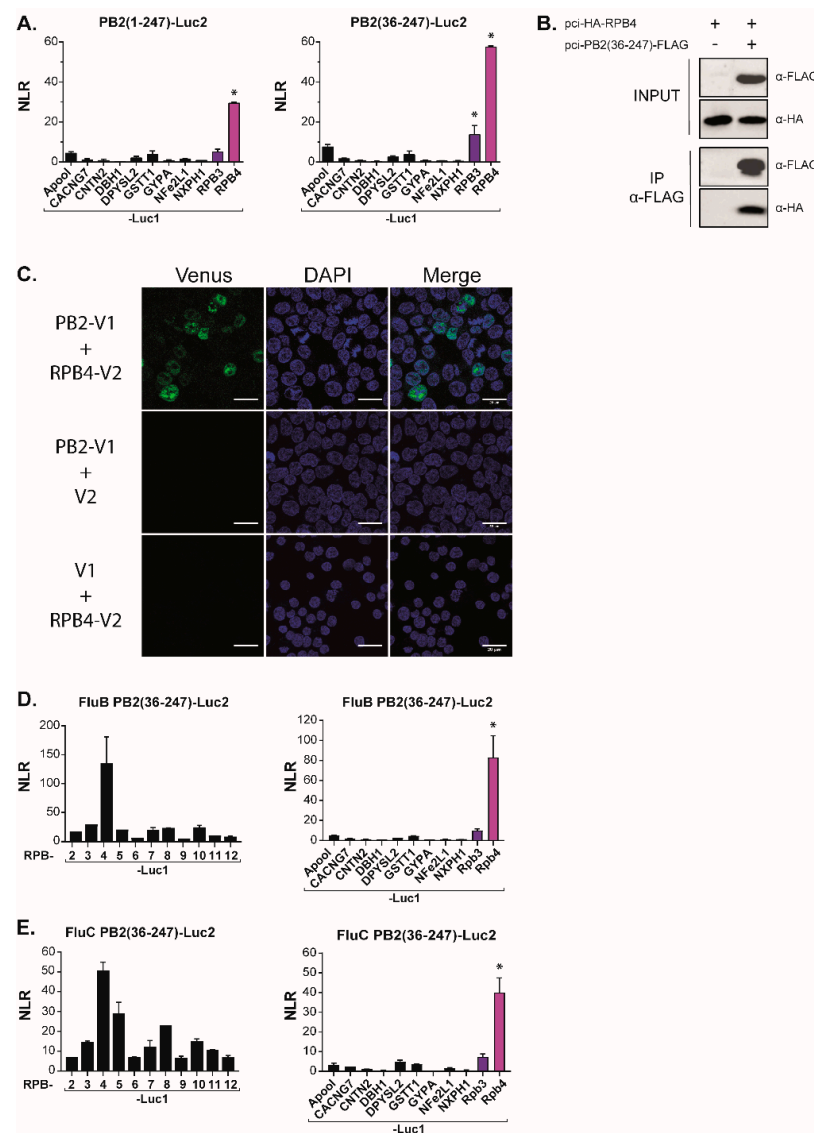 A.
PB2(1-247)-Luc2
NLR
60
40
20
0
Apool
CACNG7
CNTN2
DBH1
DPYSL2
GSTT1
GYPA
NFe2L1
NXPH1
RPB3
RPB4
*
-Luc1
PB2(36-247)-Luc2
NLR
60
40
20
0
Apool
CACNG7
CNTN2
DBH1
DPYSL2
GSTT1
GYPA
NFe2L1
NXPH1
RPB3
RPB4
*
*
-Luc1
B.
pci-HA-RPB4 + +
pci-PB2(36-247)-FLAG - +
INPUT
α-FLAG
α-HA
IP
α-FLAG
α-FLAG
α-HA
C.
Venus DAPI Merge
PB2-V1
+
RPB4-V2
PB2-V1
+
V2
V1
+
RPB4-V2
20 µm
D.
FluB PB2(36-247)-Luc2
NLR
200
150
100
50
0
RPB- 2 3 4 5 6 7 8 9 10 11 12
-Luc1
FluB PB2(36-247)-Luc2
NLR
120
100
80
60
40
20
0
Apool
CACNG7
CNTN2
DBH1
DPYSL2
GSTT1
GYPA
NFe2L1
NXPH1
Rpb3
Rpb4
*
-Luc1
E.
FluC PB2(36-247)-Luc2
NLR
60
50
40
30
20
10
0
RPB- 2 3 4 5 6 7 8 9 10 11 12
-Luc1
FluC PB2(36-247)-Luc2
NLR
60
50
40
30
20
10
0
Apool
CACNG7
CNTN2
DBH1
DPYSL2
GSTT1
GYPA
NFe2L1
NXPH1
Rpb3
Rpb4
*
-Luc1